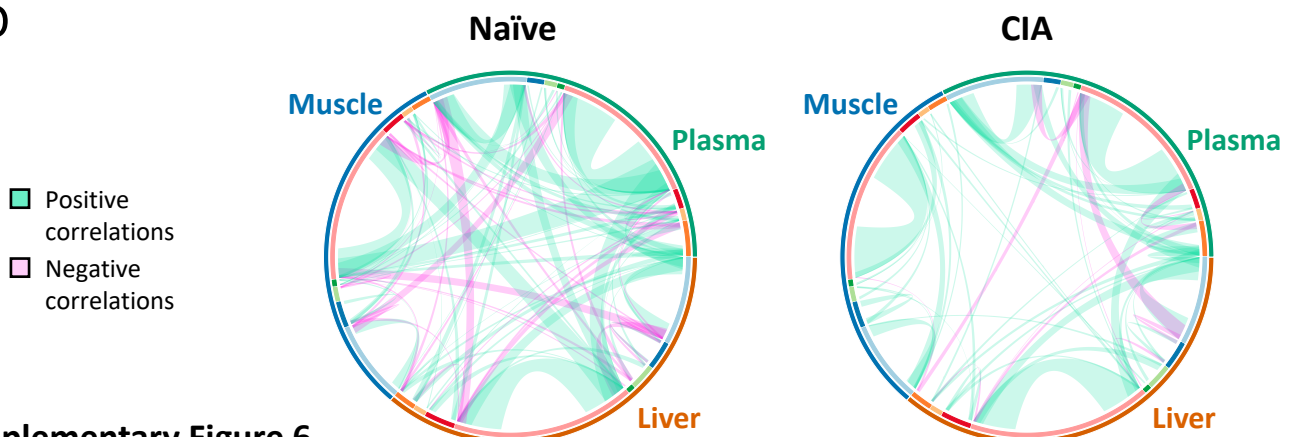 Naïve
CIA
Muscle
Plasma
Muscle
Plasma
Positive
correlations
Negative
correlations
Liver
Liver